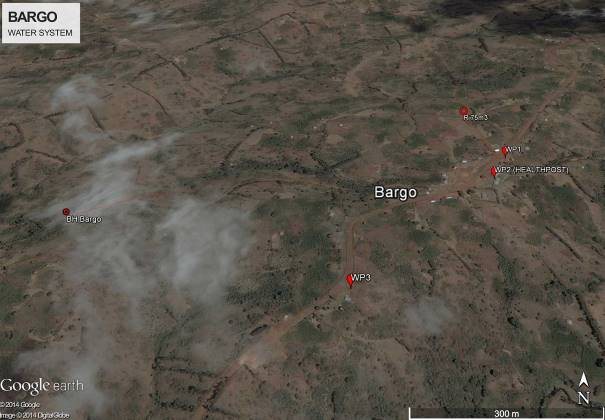 BARGO
WATER SYSTEM
R-75m3
WP1
WP2 (HEALTHPOST)
Bargo
BH Bargo
WP3
Google earth
© 2014 Google
Image © 2014 DigitalGlobe
N
300 m